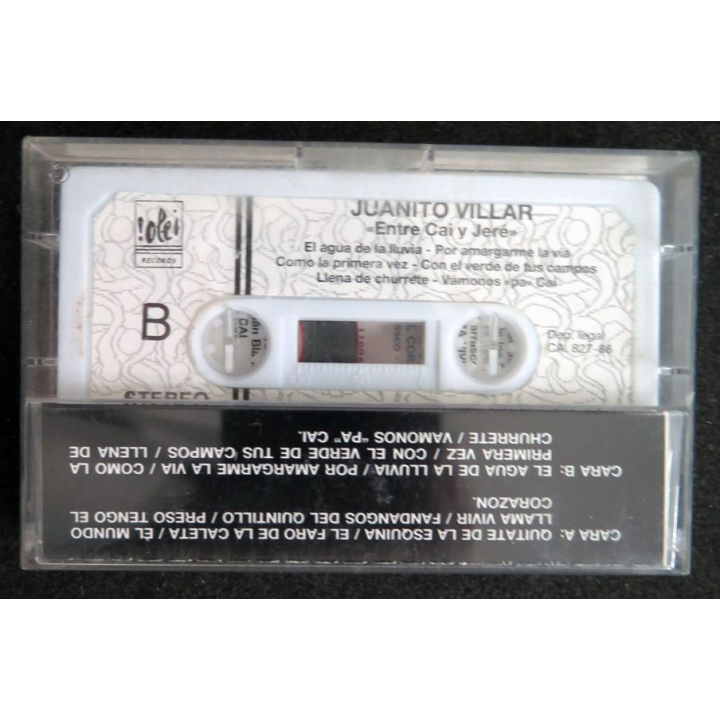 ¡olé!
RECORDS
JUANITO VILLAR
«Entre Cai y Jeré»
El agua de la lluvia - Por amargarme la vía
Como la primera vez - Con el verde de tus campos
Llena de churrete - Vámonos «pa» Cai
B
Dep. legal
CA. 827-86
STEREO
CARA A: QUITATE DE LA ESQUINA / EL FARO DE LA CALETA / EL MUNDO
LLAMA VIVIR / FANDANGOS DEL QUINTILLO / PRESO TENGO EL
CORAZON.
CARA B: EL AGUA DE LA LLUVIA / POR AMARGARME LA VIA / COMO LA
PRIMERA VEZ / CON EL VERDE DE TUS CAMPOS / LLENA DE
CHURRETE / VAMONOS "PA" CAI.